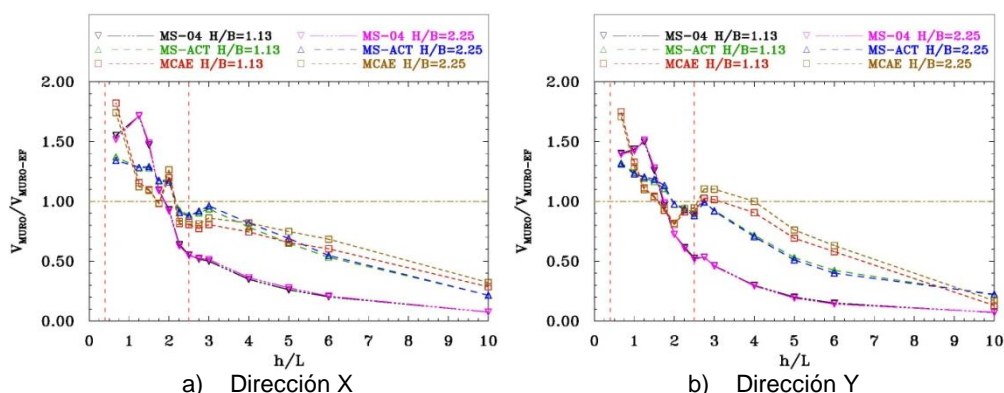 MS-04 H/B=1.13 MS-04 H/B=2.25
MS-ACT H/B=1.13 MS-ACT H/B=2.25
MCAE H/B=1.13 MCAE H/B=2.25
2.00
1.50
1.00
0.50
0.00
V_MURO/V_MURO-EF
0 1 2 3 4 5 6 7 8 9 10
h/L
a) Dirección X
MS-04 H/B=1.13 MS-04 H/B=2.25
MS-ACT H/B=1.13 MS-ACT H/B=2.25
MCAE H/B=1.13 MCAE H/B=2.25
2.00
1.50
1.00
0.50
0.00
V_MURO/V_MURO-EF
0 1 2 3 4 5 6 7 8 9 10
h/L
b) Dirección Y